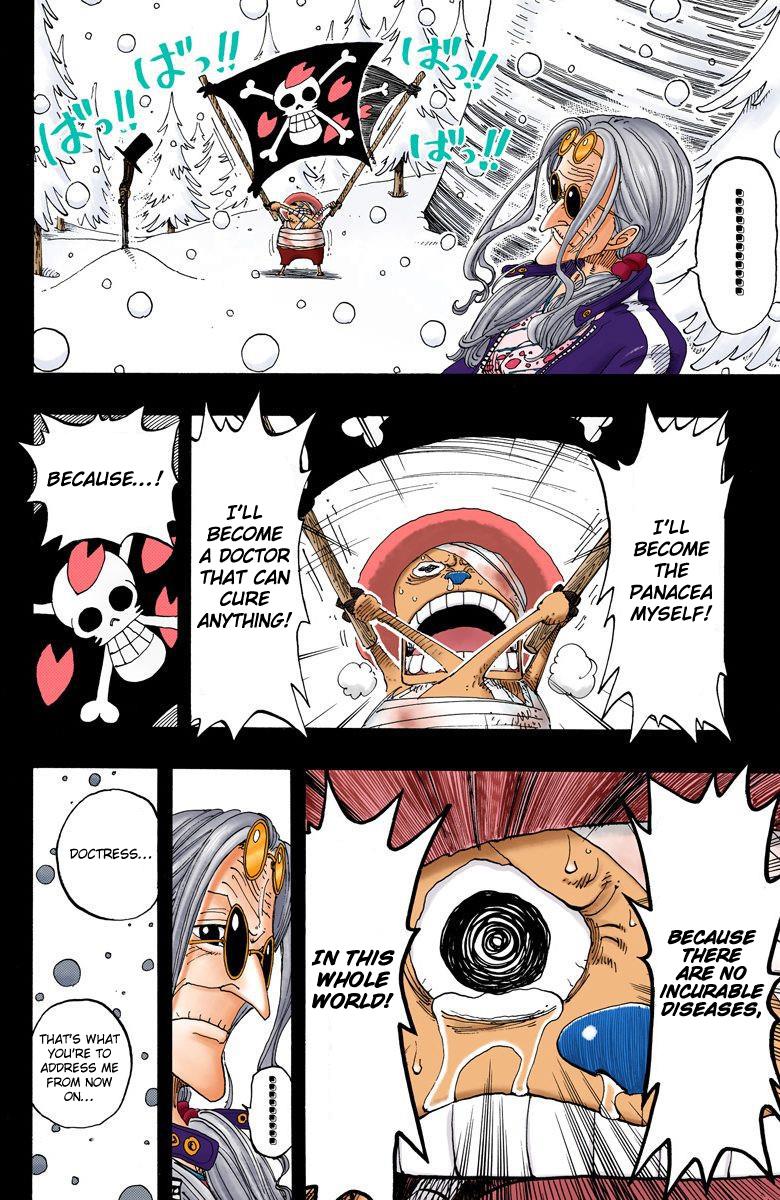 ばっ!!
ばっ!!
ばっ!!
ばっ!!
I'LL
BECOME
THE
PANACEA
MYSELF!
I'LL
BECOME
A DOCTOR
THAT CAN
CURE
ANYTHING!
BECAUSE...!
BECAUSE
THERE
ARE NO
INCURABLE
DISEASES,
IN THIS
WHOLE
WORLD!
DOCTRESS...
THAT'S WHAT
YOU'RE TO
ADDRESS ME
FROM NOW
ON...